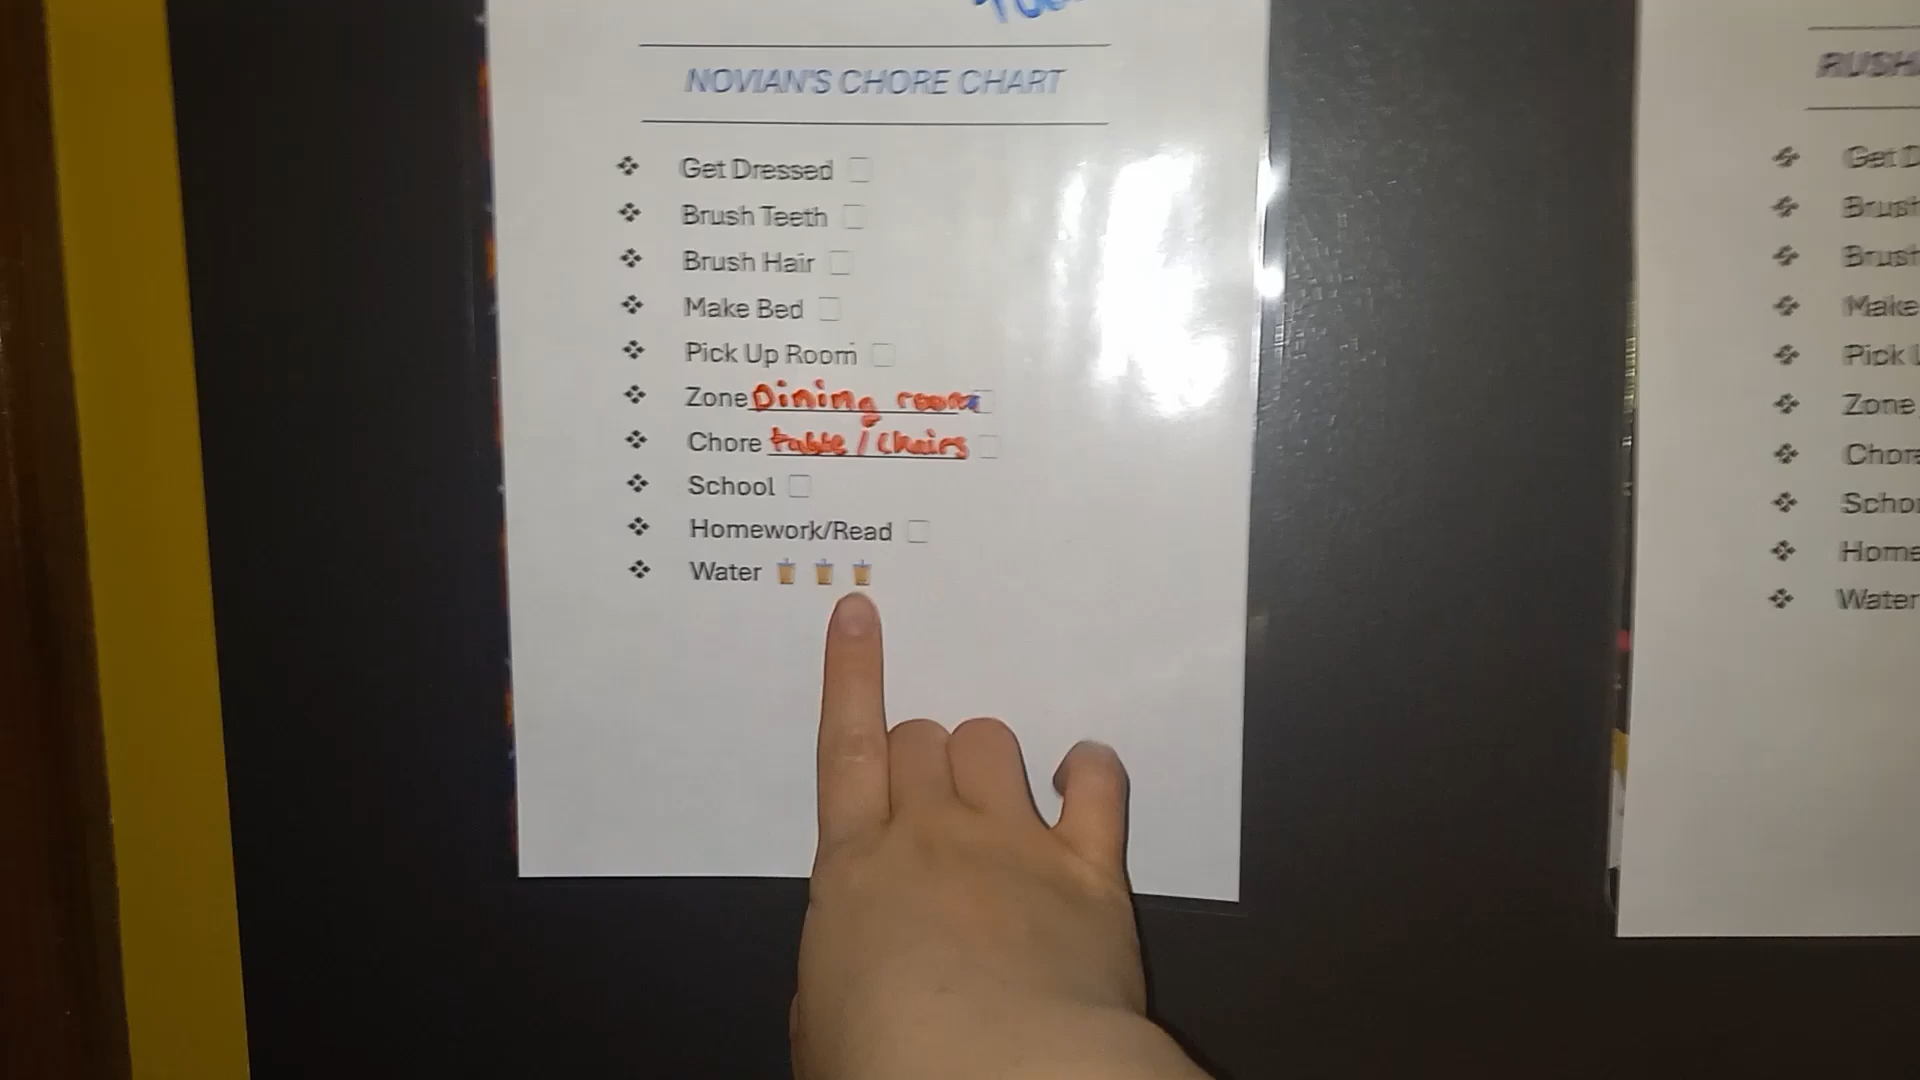 NOVIAN'S CHORE CHART
Get Dressed
Brush Teeth
Brush Hair
Make Bed
Pick Up Room
Zone Dining room
Chore table / Chairs
School
Homework/Read
Water
Get
Brush
Brush
Make
Pick
Zone
Chore
School
Home
Water